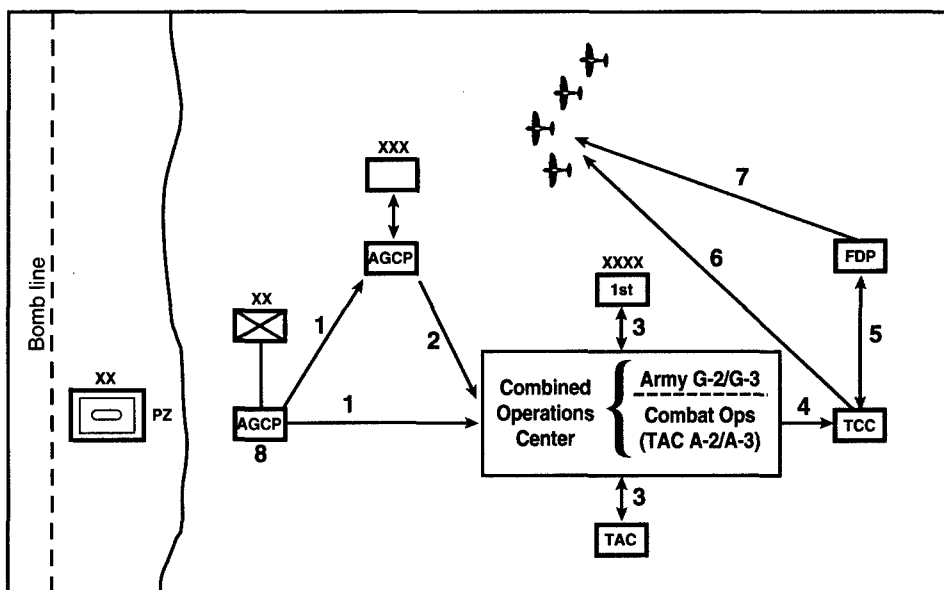 XXX
AGCP
7
6
FDP
XXXX
1st
3
XX
1
2
5
Bomb line
XX
PZ
AGCP
8
1
Combined
Operations
Center
Army G-2/G-3
Combat Ops
(TAC A-2/A-3)
4
TCC
3
TAC